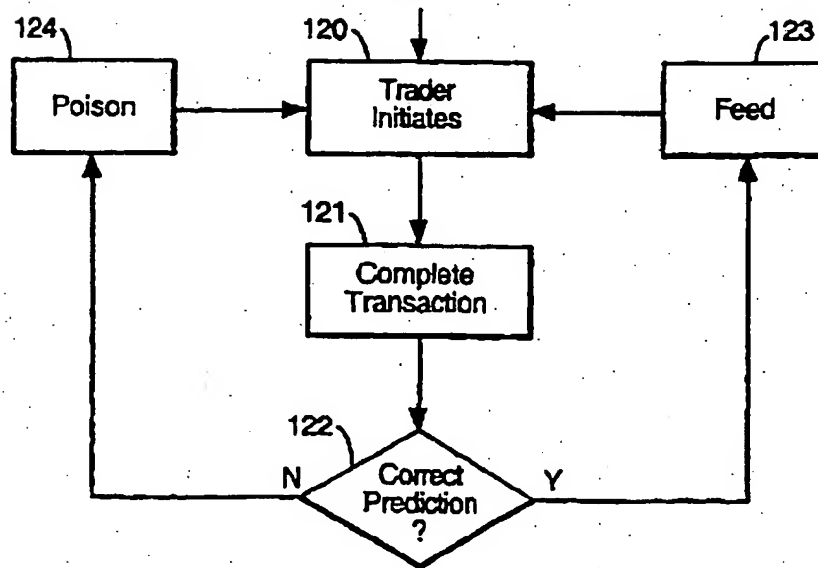 124
120
123
Poison
Trader
Initiates
Feed
121
Complete
Transaction
122
N
Correct
Prediction
?
Y